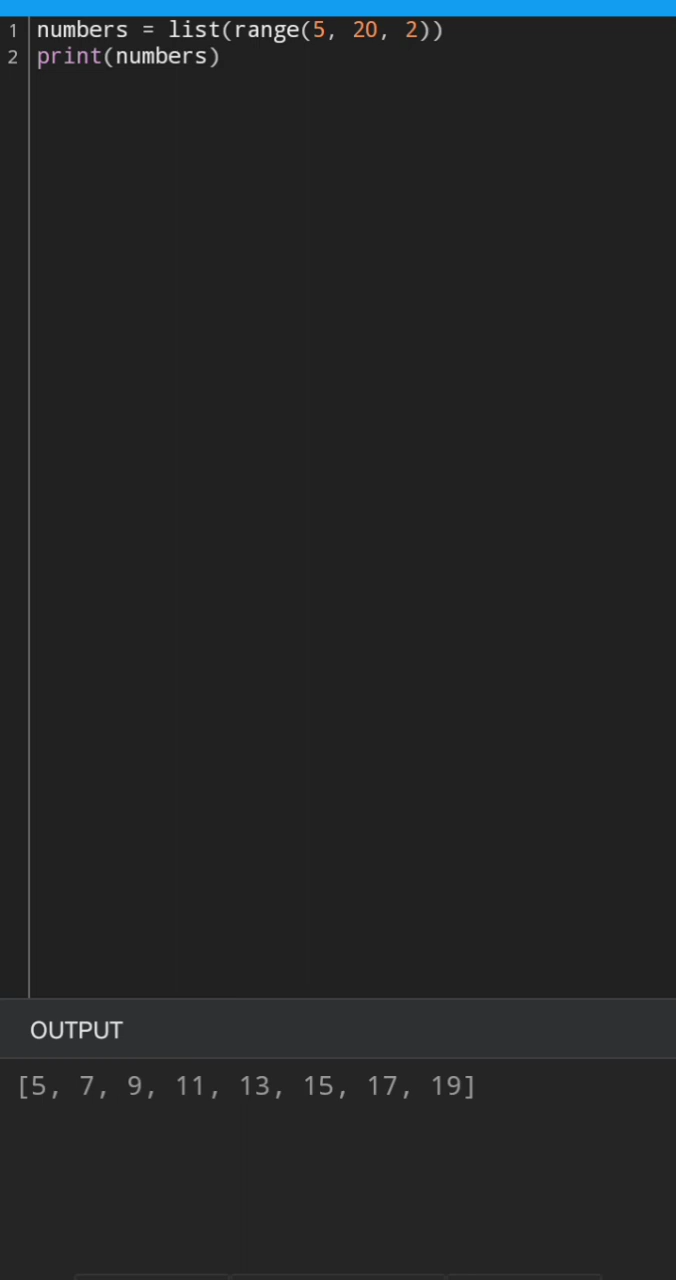 1 numbers = list(range(5, 20, 2))
2 print(numbers)
OUTPUT
[5, 7, 9, 11, 13, 15, 17, 19]